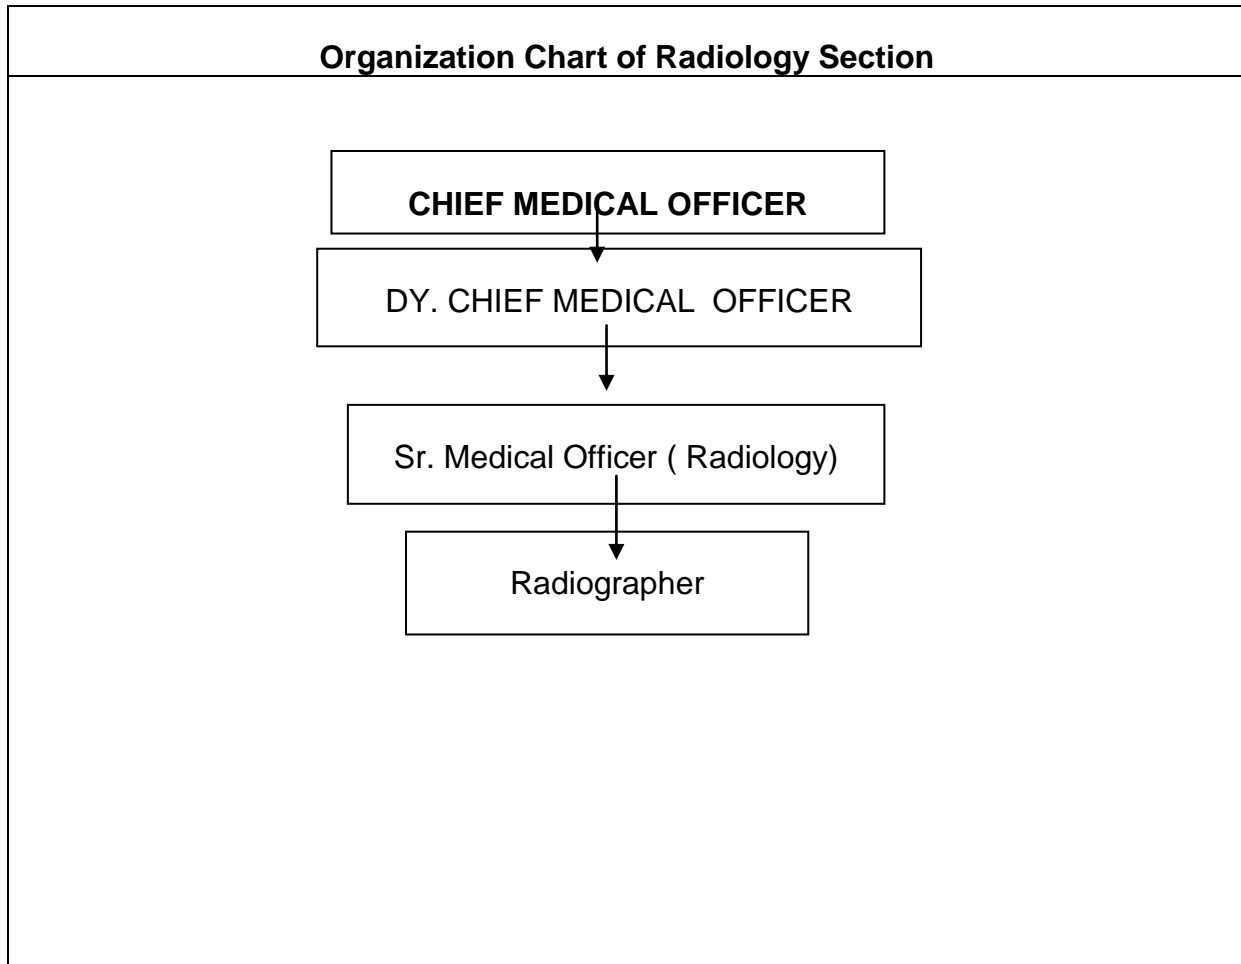 Organization Chart of Radiology Section
CHIEF MEDICAL OFFICER
DY. CHIEF MEDICAL  OFFICER
Sr. Medical Officer ( Radiology)
Radiographer